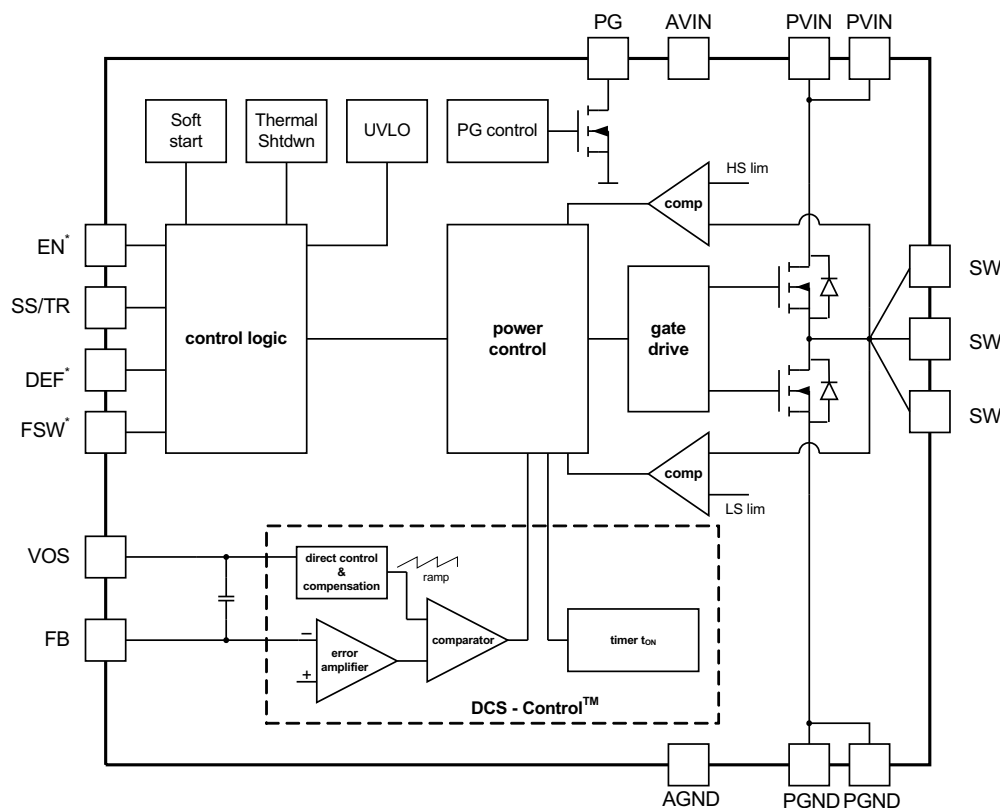 PG AVIN PVIN PVIN
Soft
start
Thermal
Shtdwn
UVLO
PG control
HS lim
comp
EN*
SS/TR
DEF*
FSW*
control logic
power
control
gate
drive
SW
SW
SW
comp
LS lim
VOS
FB
direct control
&
compensation
ramp
−
+
error
amplifier
comparator
timer tON
DCS - Control™
AGND PGND PGND